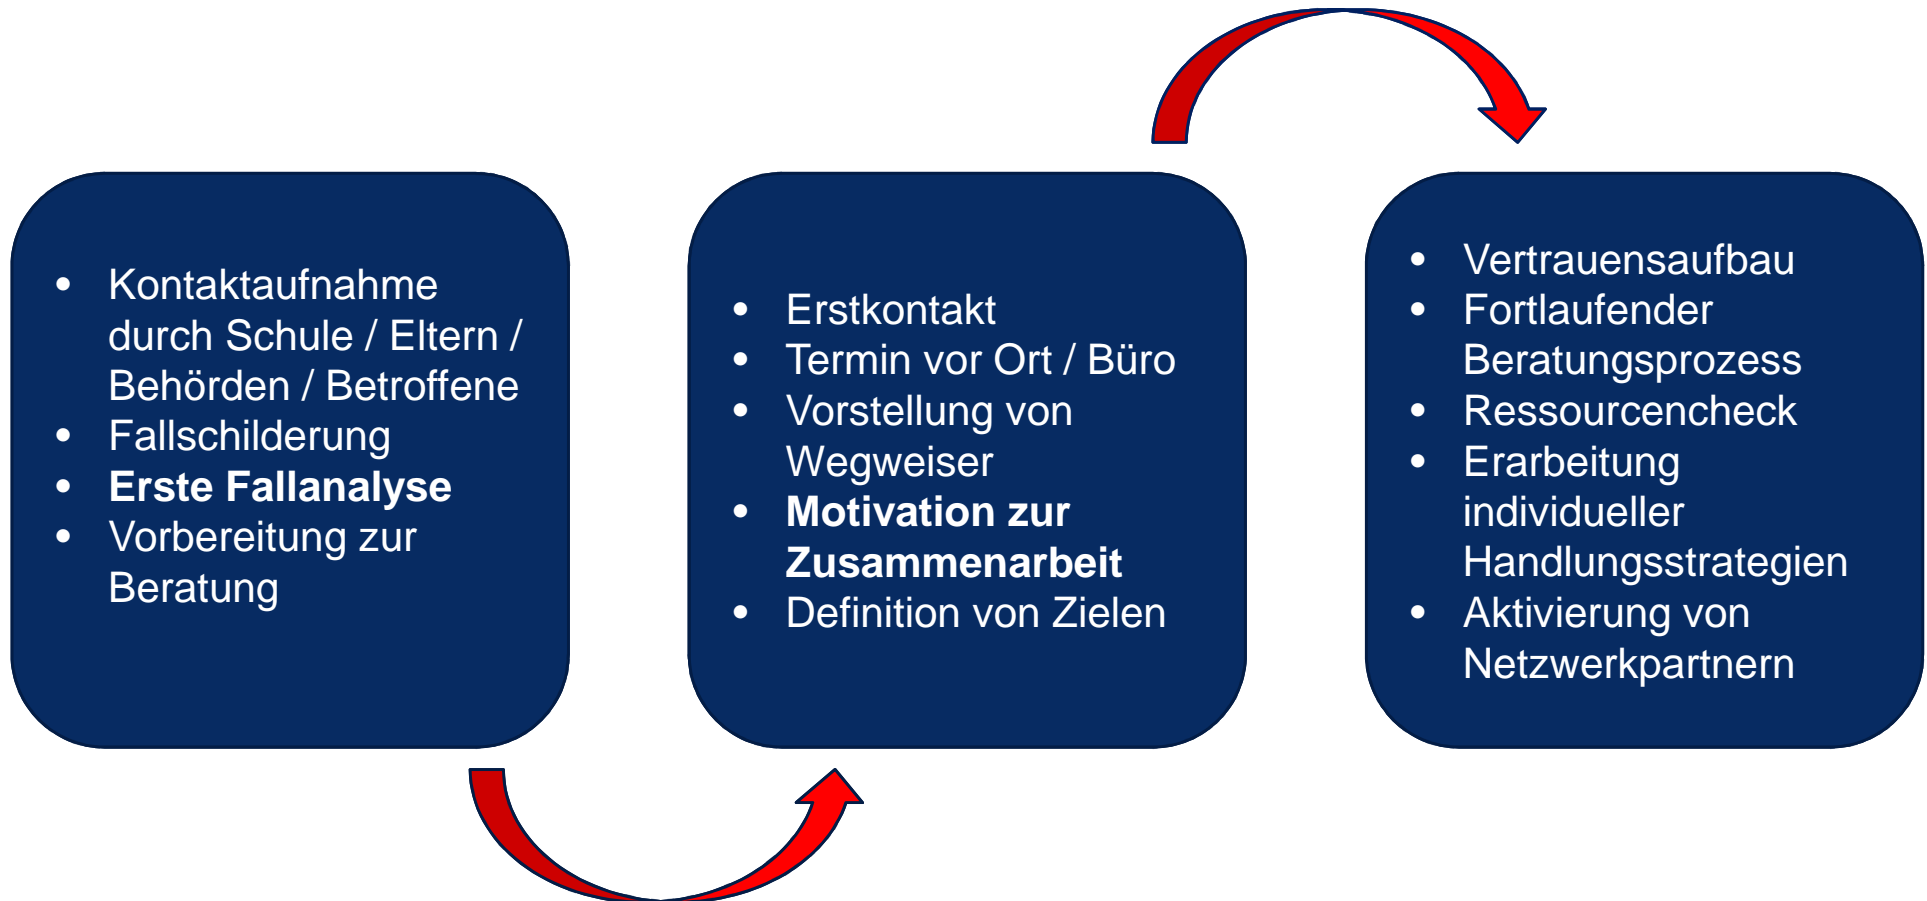 • Kontaktaufnahme
durch Schule / Eltern /
Behörden / Betroffene
• Fallschilderung
• Erste Fallanalyse
• Vorbereitung zur
Beratung
• Erstkontakt
• Termin vor Ort / Büro
• Vorstellung von
Wegweiser
• Motivation zur
Zusammenarbeit
• Definition von Zielen
• Vertrauensaufbau
• Fortlaufender
Beratungsprozess
• Ressourcencheck
• Erarbeitung
individueller
Handlungsstrategien
• Aktivierung von
Netzwerkpartnern